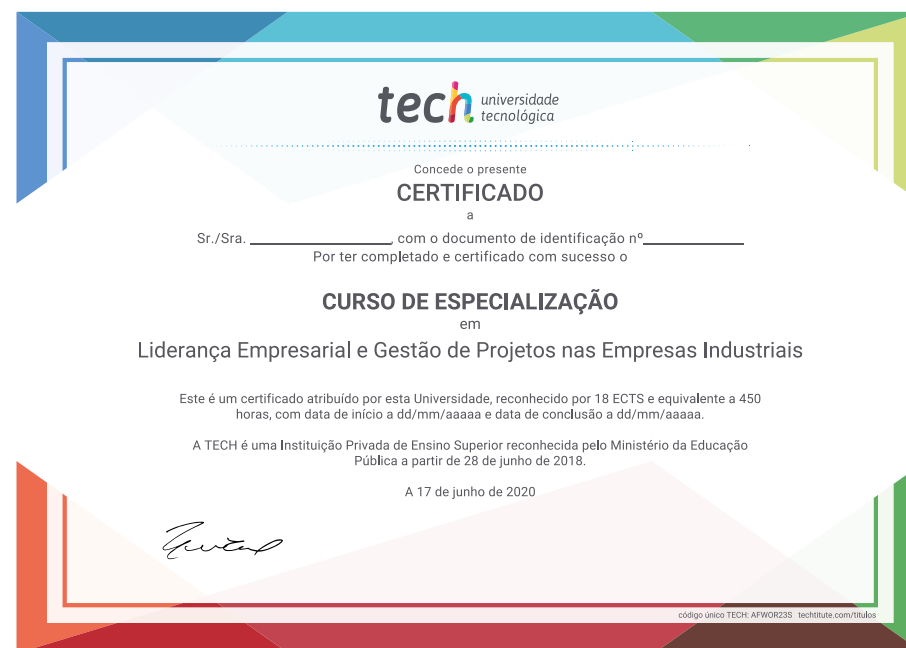 tech universidade
tecnológica
Concede o presente
CERTIFICADO
a
Sr./Sra. ____________________, com o documento de identificação nº______________
Por ter completado e certificado com sucesso o
CURSO DE ESPECIALIZAÇÃO
em
Liderança Empresarial e Gestão de Projetos nas Empresas Industriais
Este é um certificado atribuído por esta Universidade, reconhecido por 18 ECTS e equivalente a 450
horas, com data de início a dd/mm/aaaaa e data de conclusão a dd/mm/aaaaa.
A TECH é uma Instituição Privada de Ensino Superior reconhecida pelo Ministério da Educação
Pública a partir de 28 de junho de 2018.
A 17 de junho de 2020
código único TECH: AFWOR23S techtitute.com/titulos